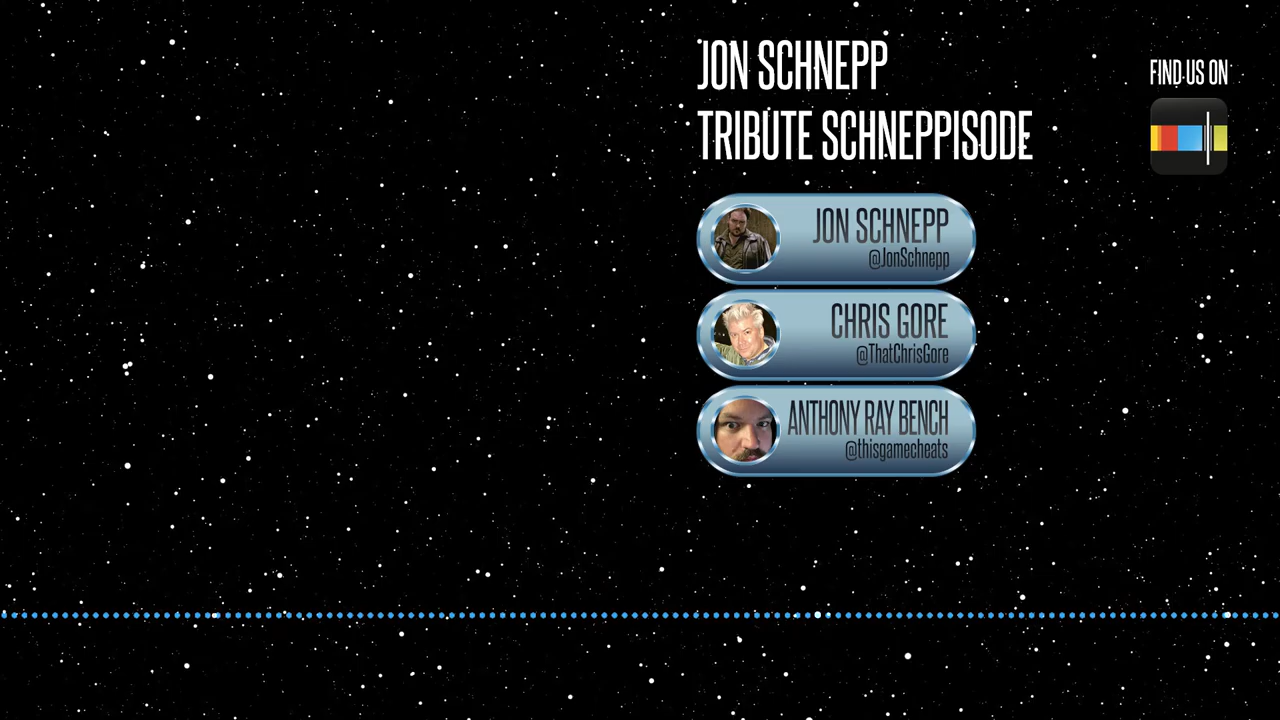 JON SCHNEPP
TRIBUTE SCHNEPPISODE
FIND US ON
JON SCHNEPP
@JonSchnepp
CHRIS GORE
@ThatChrisGore
ANTHONY RAY BENCH
@thisgamecheats